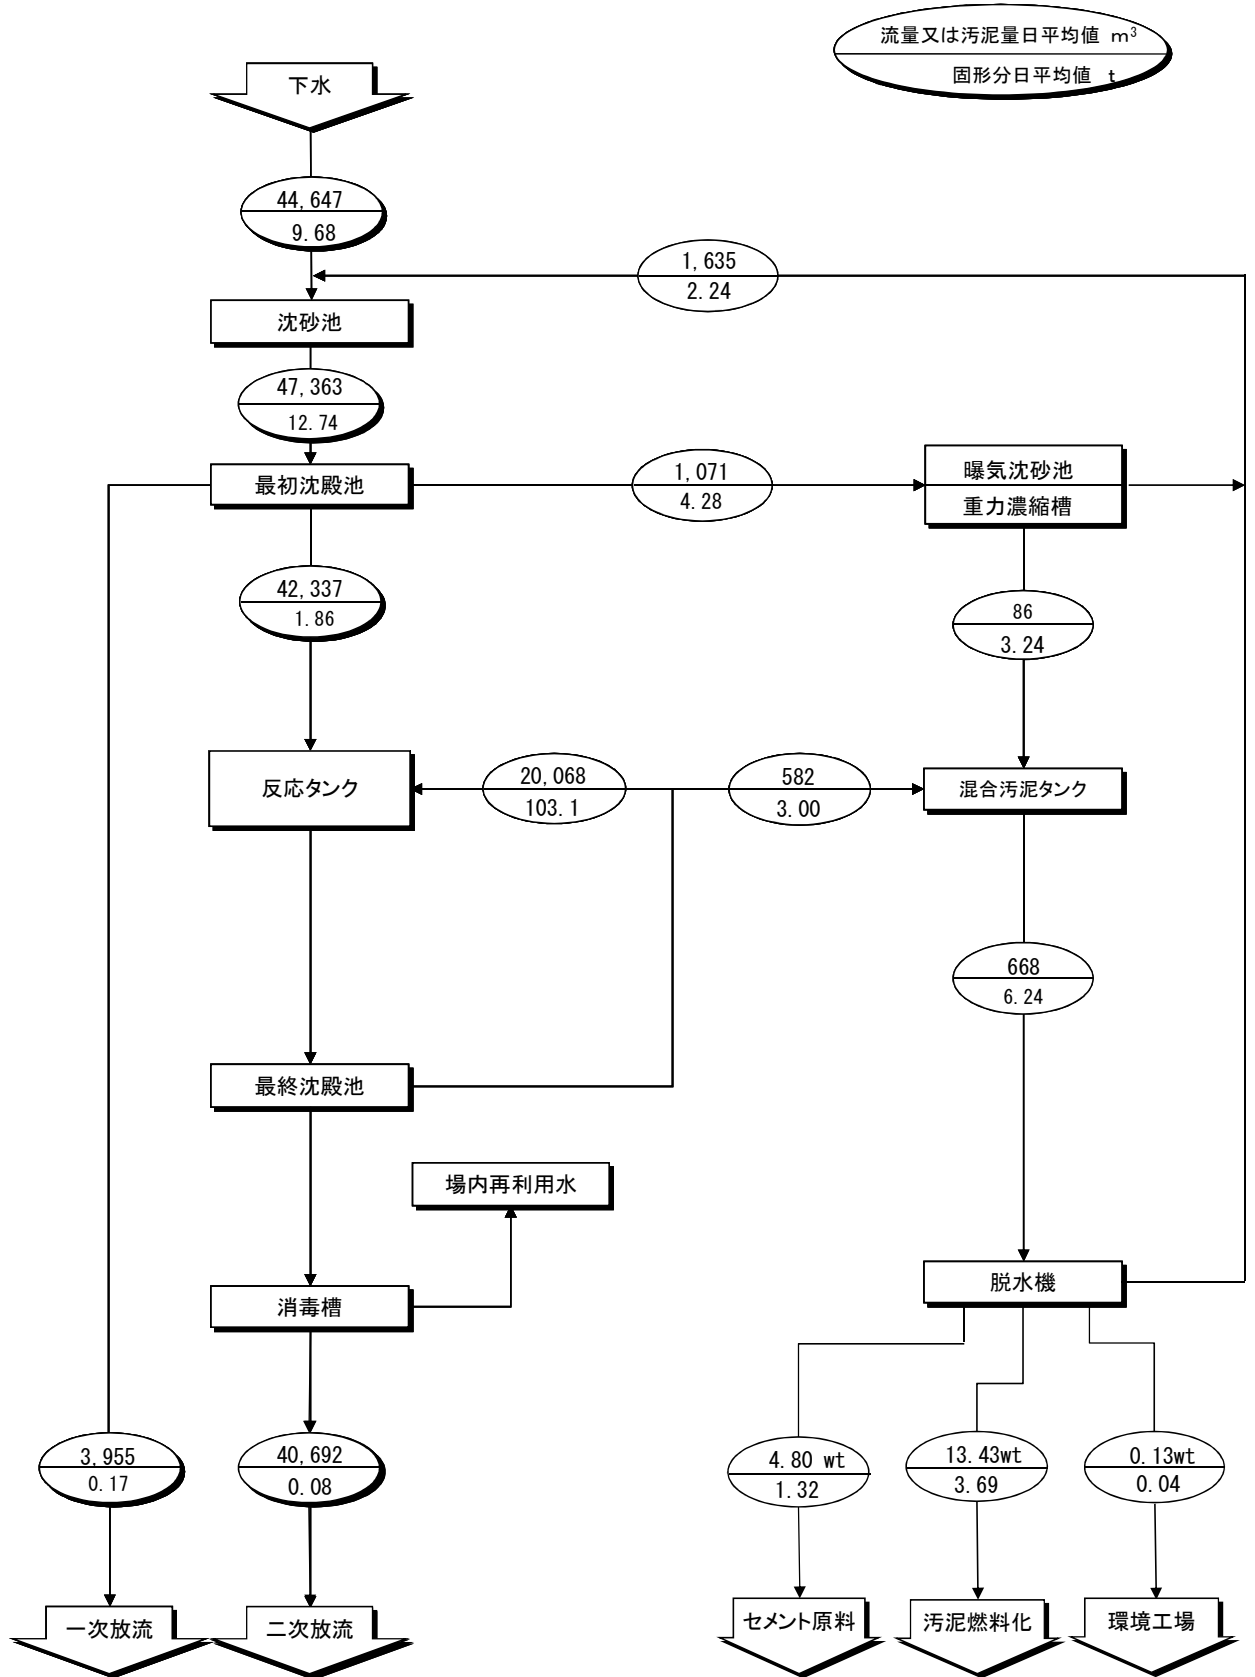 流量又は汚泥量日平均値 m³
固形分日平均値 t
下水
44,647
9.68
1,635
2.24
沈砂池
47,363
12.74
最初沈殿池
1,071
4.28
曝気沈砂池
重力濃縮槽
42,337
1.86
86
3.24
反応タンク
20,068
103.1
582
3.00
混合汚泥タンク
668
6.24
最終沈殿池
場内再利用水
消毒槽
脱水機
3,955
0.17
40,692
0.08
4.80 wt
1.32
13.43wt
3.69
0.13wt
0.04
一次放流
二次放流
セメント原料
汚泥燃料化
環境工場